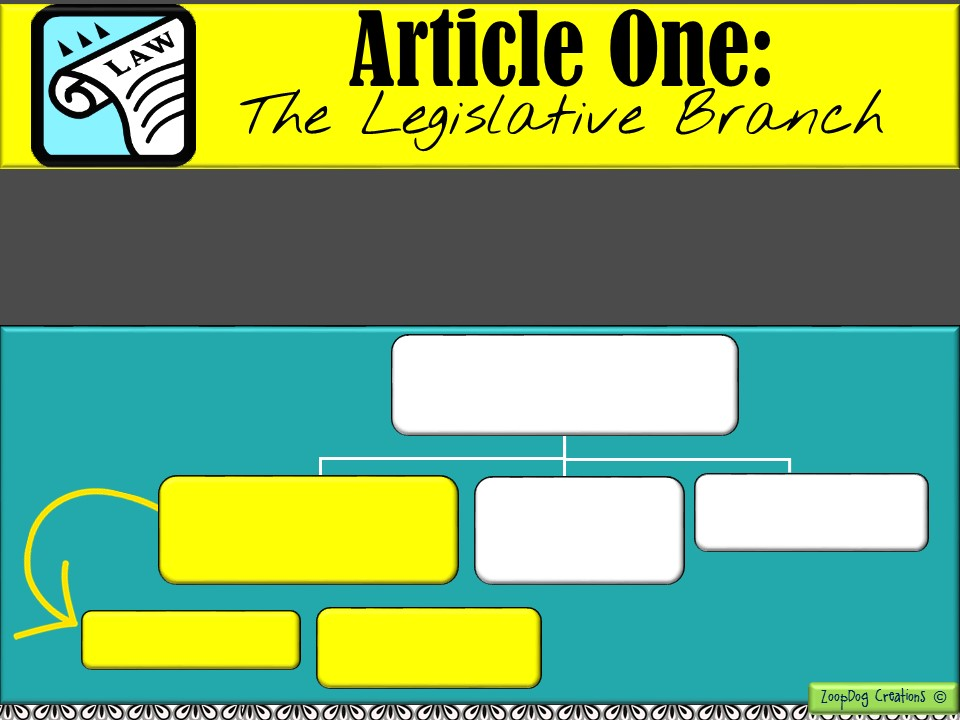 LAW
Article One:
The Legislative Branch
ZoopDog Creations ©